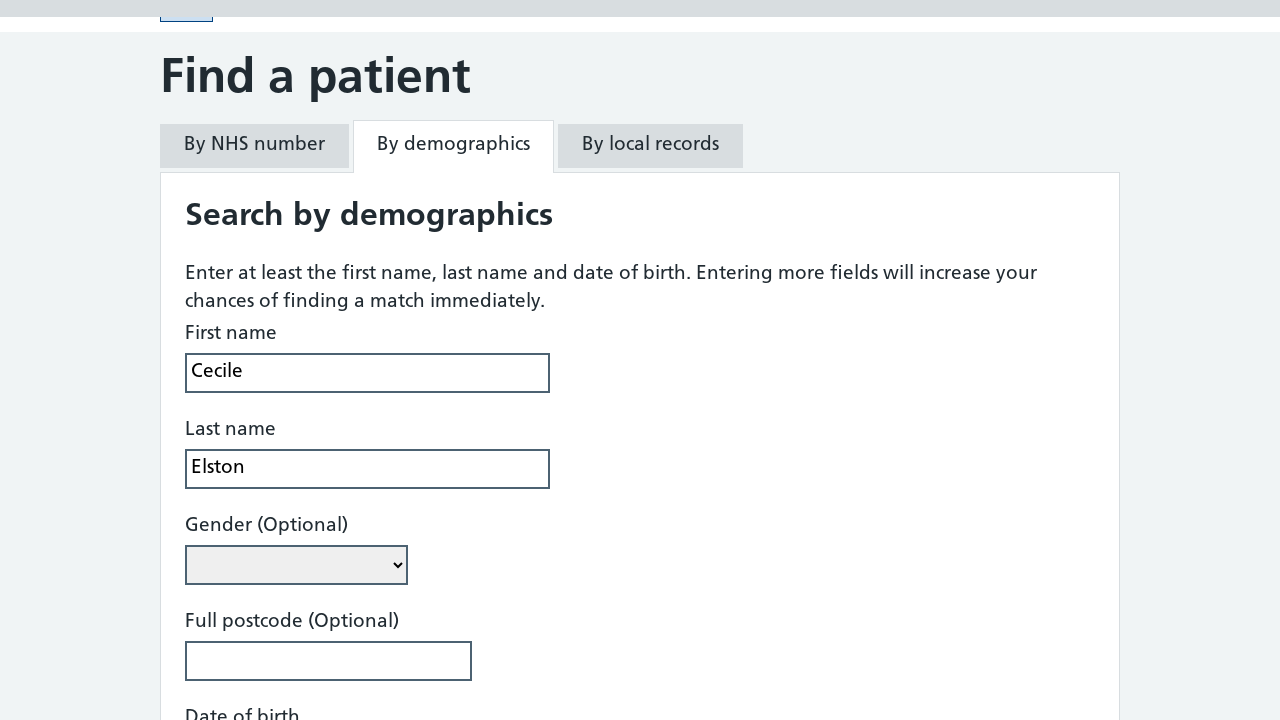 Find a patient
By NHS number
By demographics
By local records
Search by demographics
Enter at least the first name, last name and date of birth. Entering more fields will increase your
chances of finding a match immediately.
First name
Cecile
Last name
Elston
Gender (Optional)
Full postcode (Optional)
Date of birth